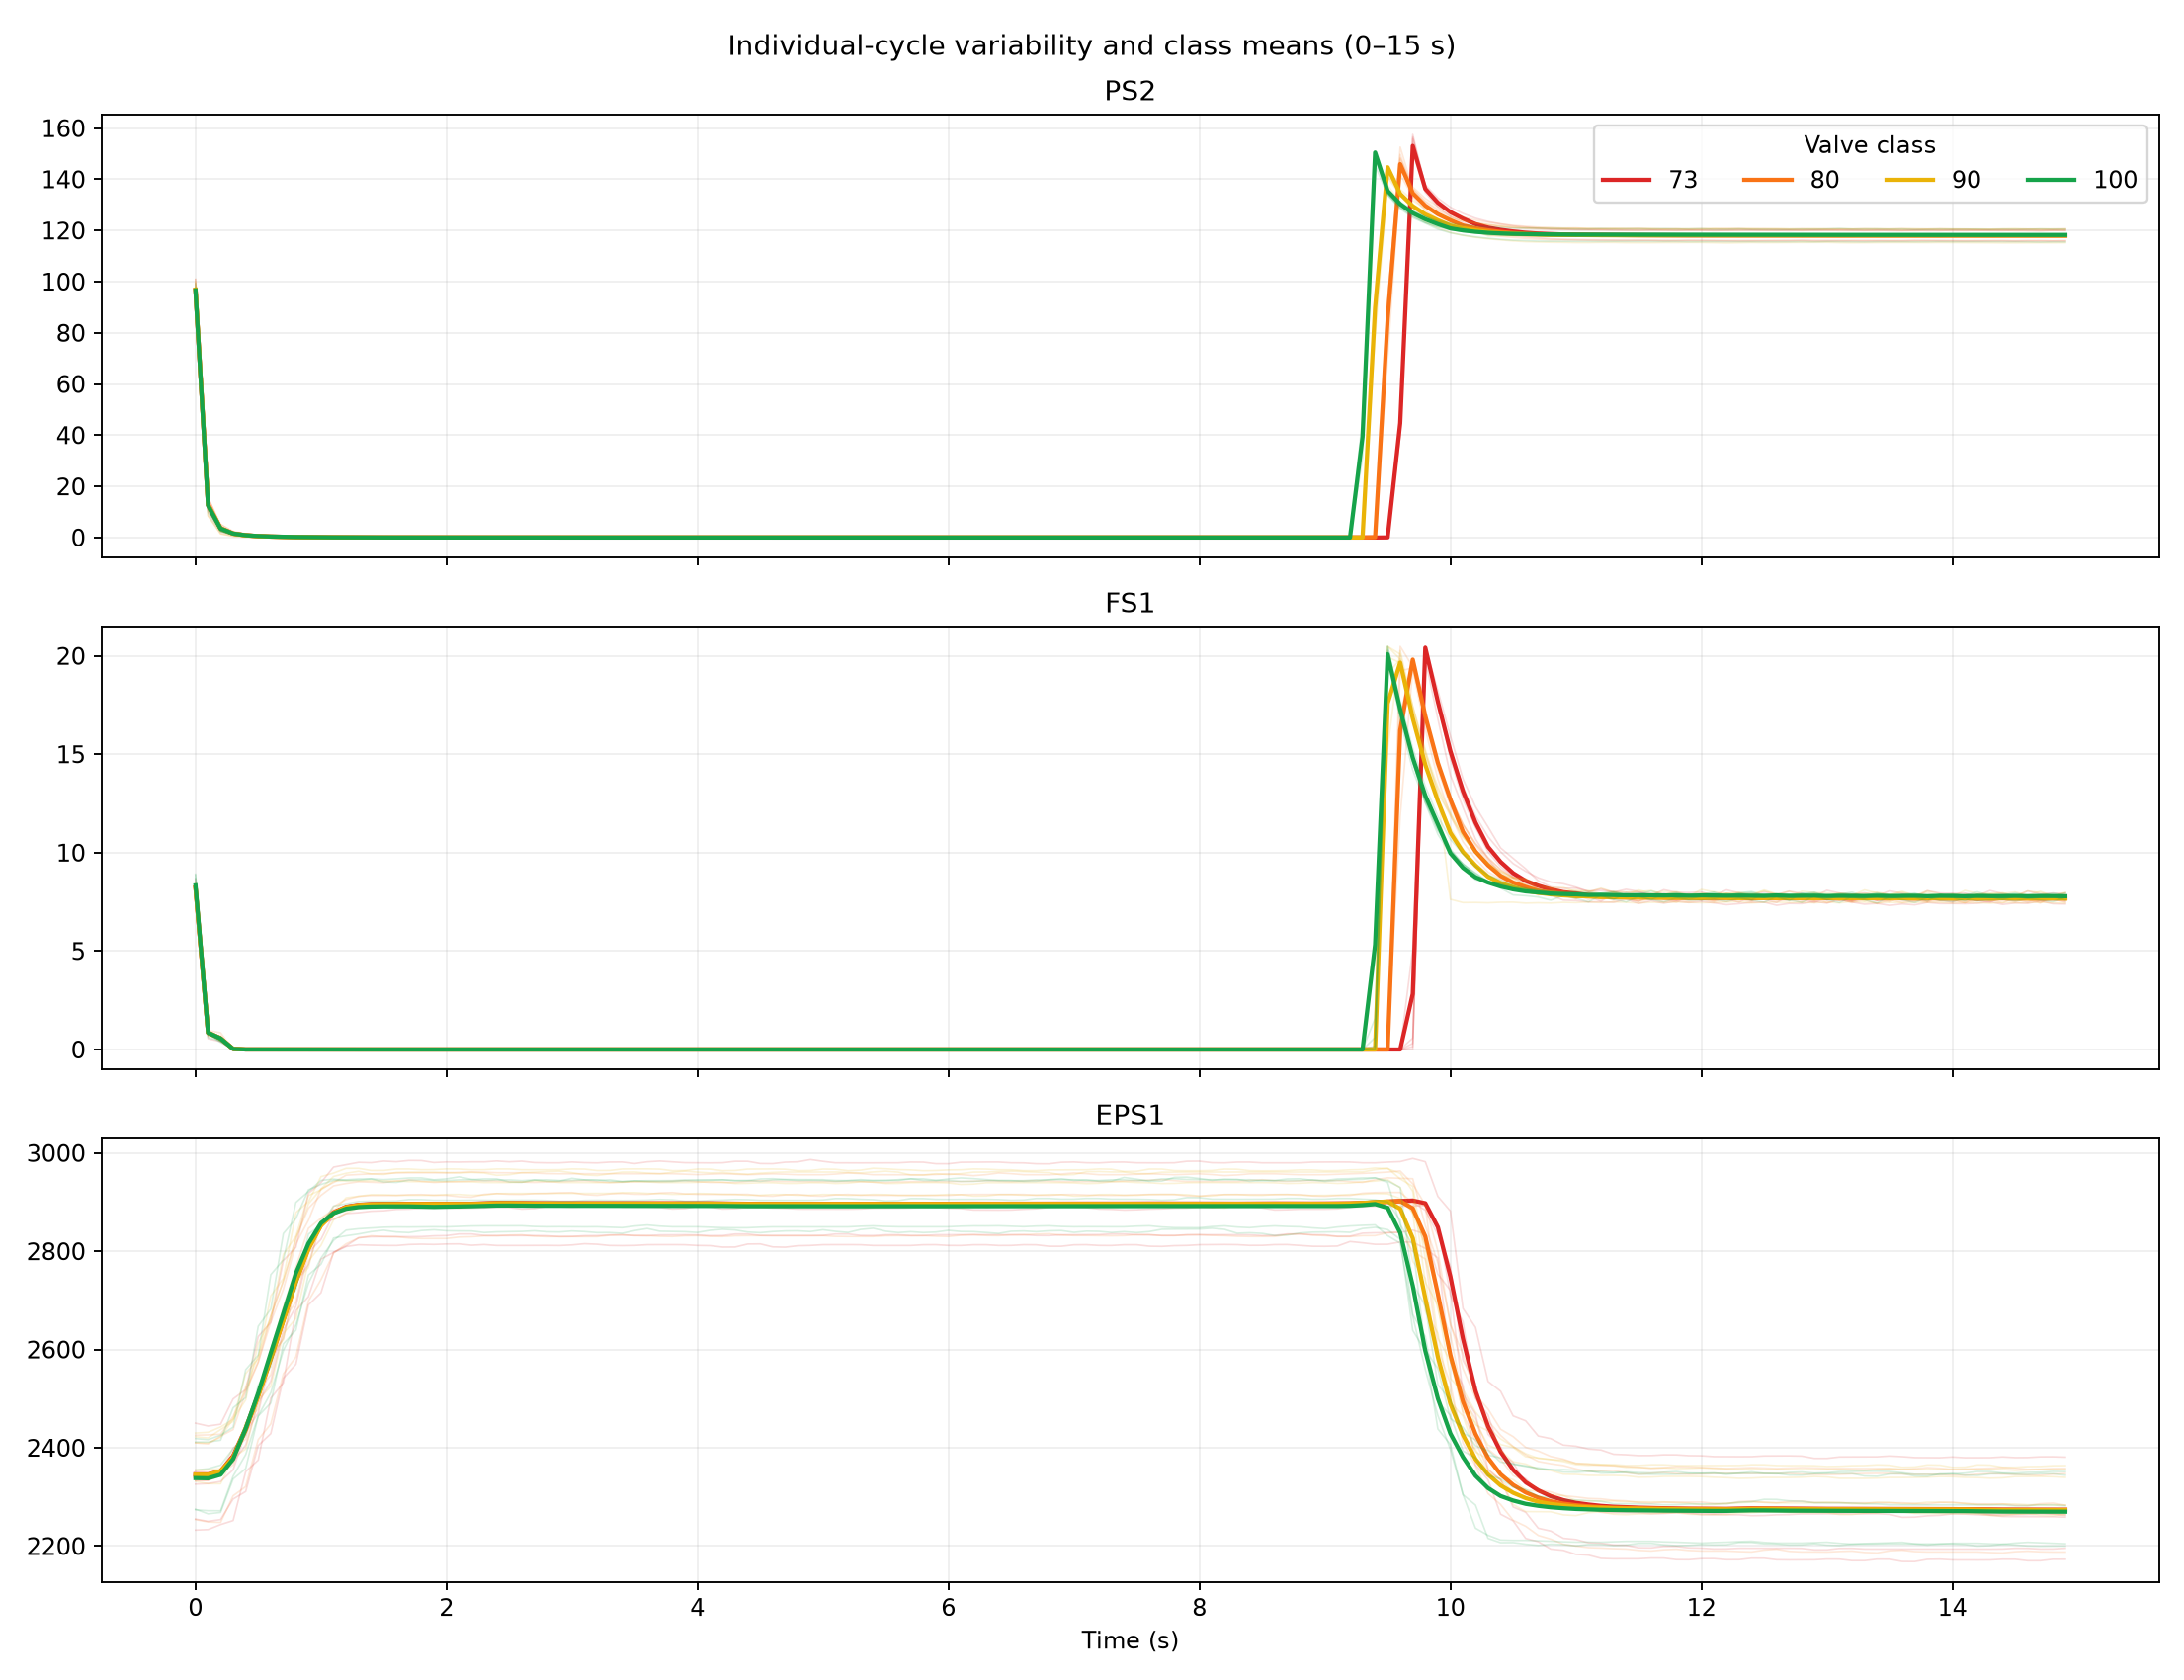 Individual-cycle variability and class means (0–15 s)
PS2
160
140
120
100
80
60
40
20
0
Valve class
73 80 90 100
FS1
20
15
10
5
0
EPS1
3000
2800
2600
2400
2200
0 2 4 6 8 10 12 14
Time (s)